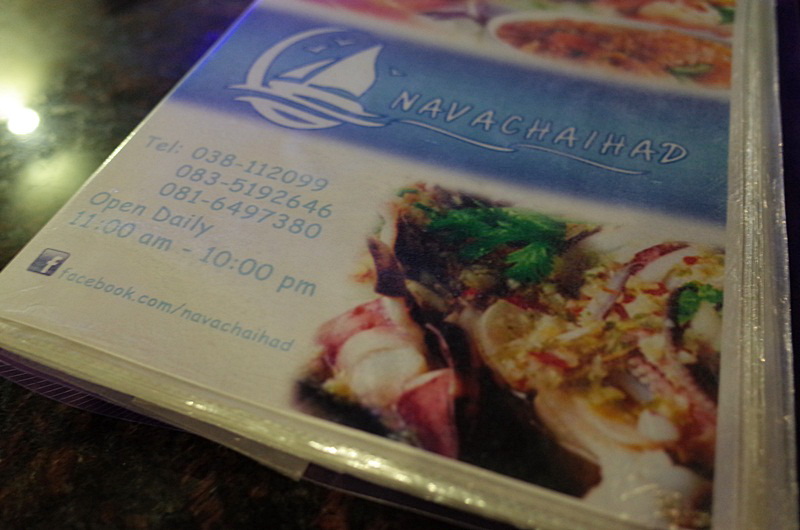 NAVACHAIHAD
Tel: 038-112099
083-5192646
081-6497380
Open Daily
11:00 am - 10:00 pm
f facebook.com/navachaihad